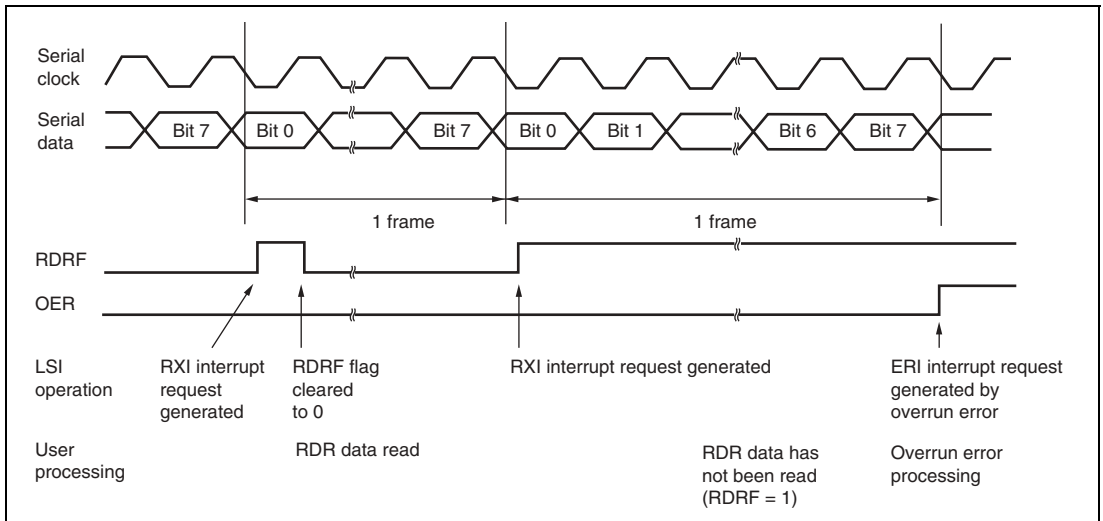 Serial
clock
Serial
data
Bit 7
Bit 0
Bit 7
Bit 0
Bit 1
Bit 6
Bit 7
1 frame
1 frame
RDRF
OER
LSI
operation
RXI interrupt
request
generated
RDRF flag
cleared
to 0
RXI interrupt request generated
ERI interrupt request
generated by
overrun error
User
processing
RDR data read
RDR data has
not been read
(RDRF = 1)
Overrun error
processing